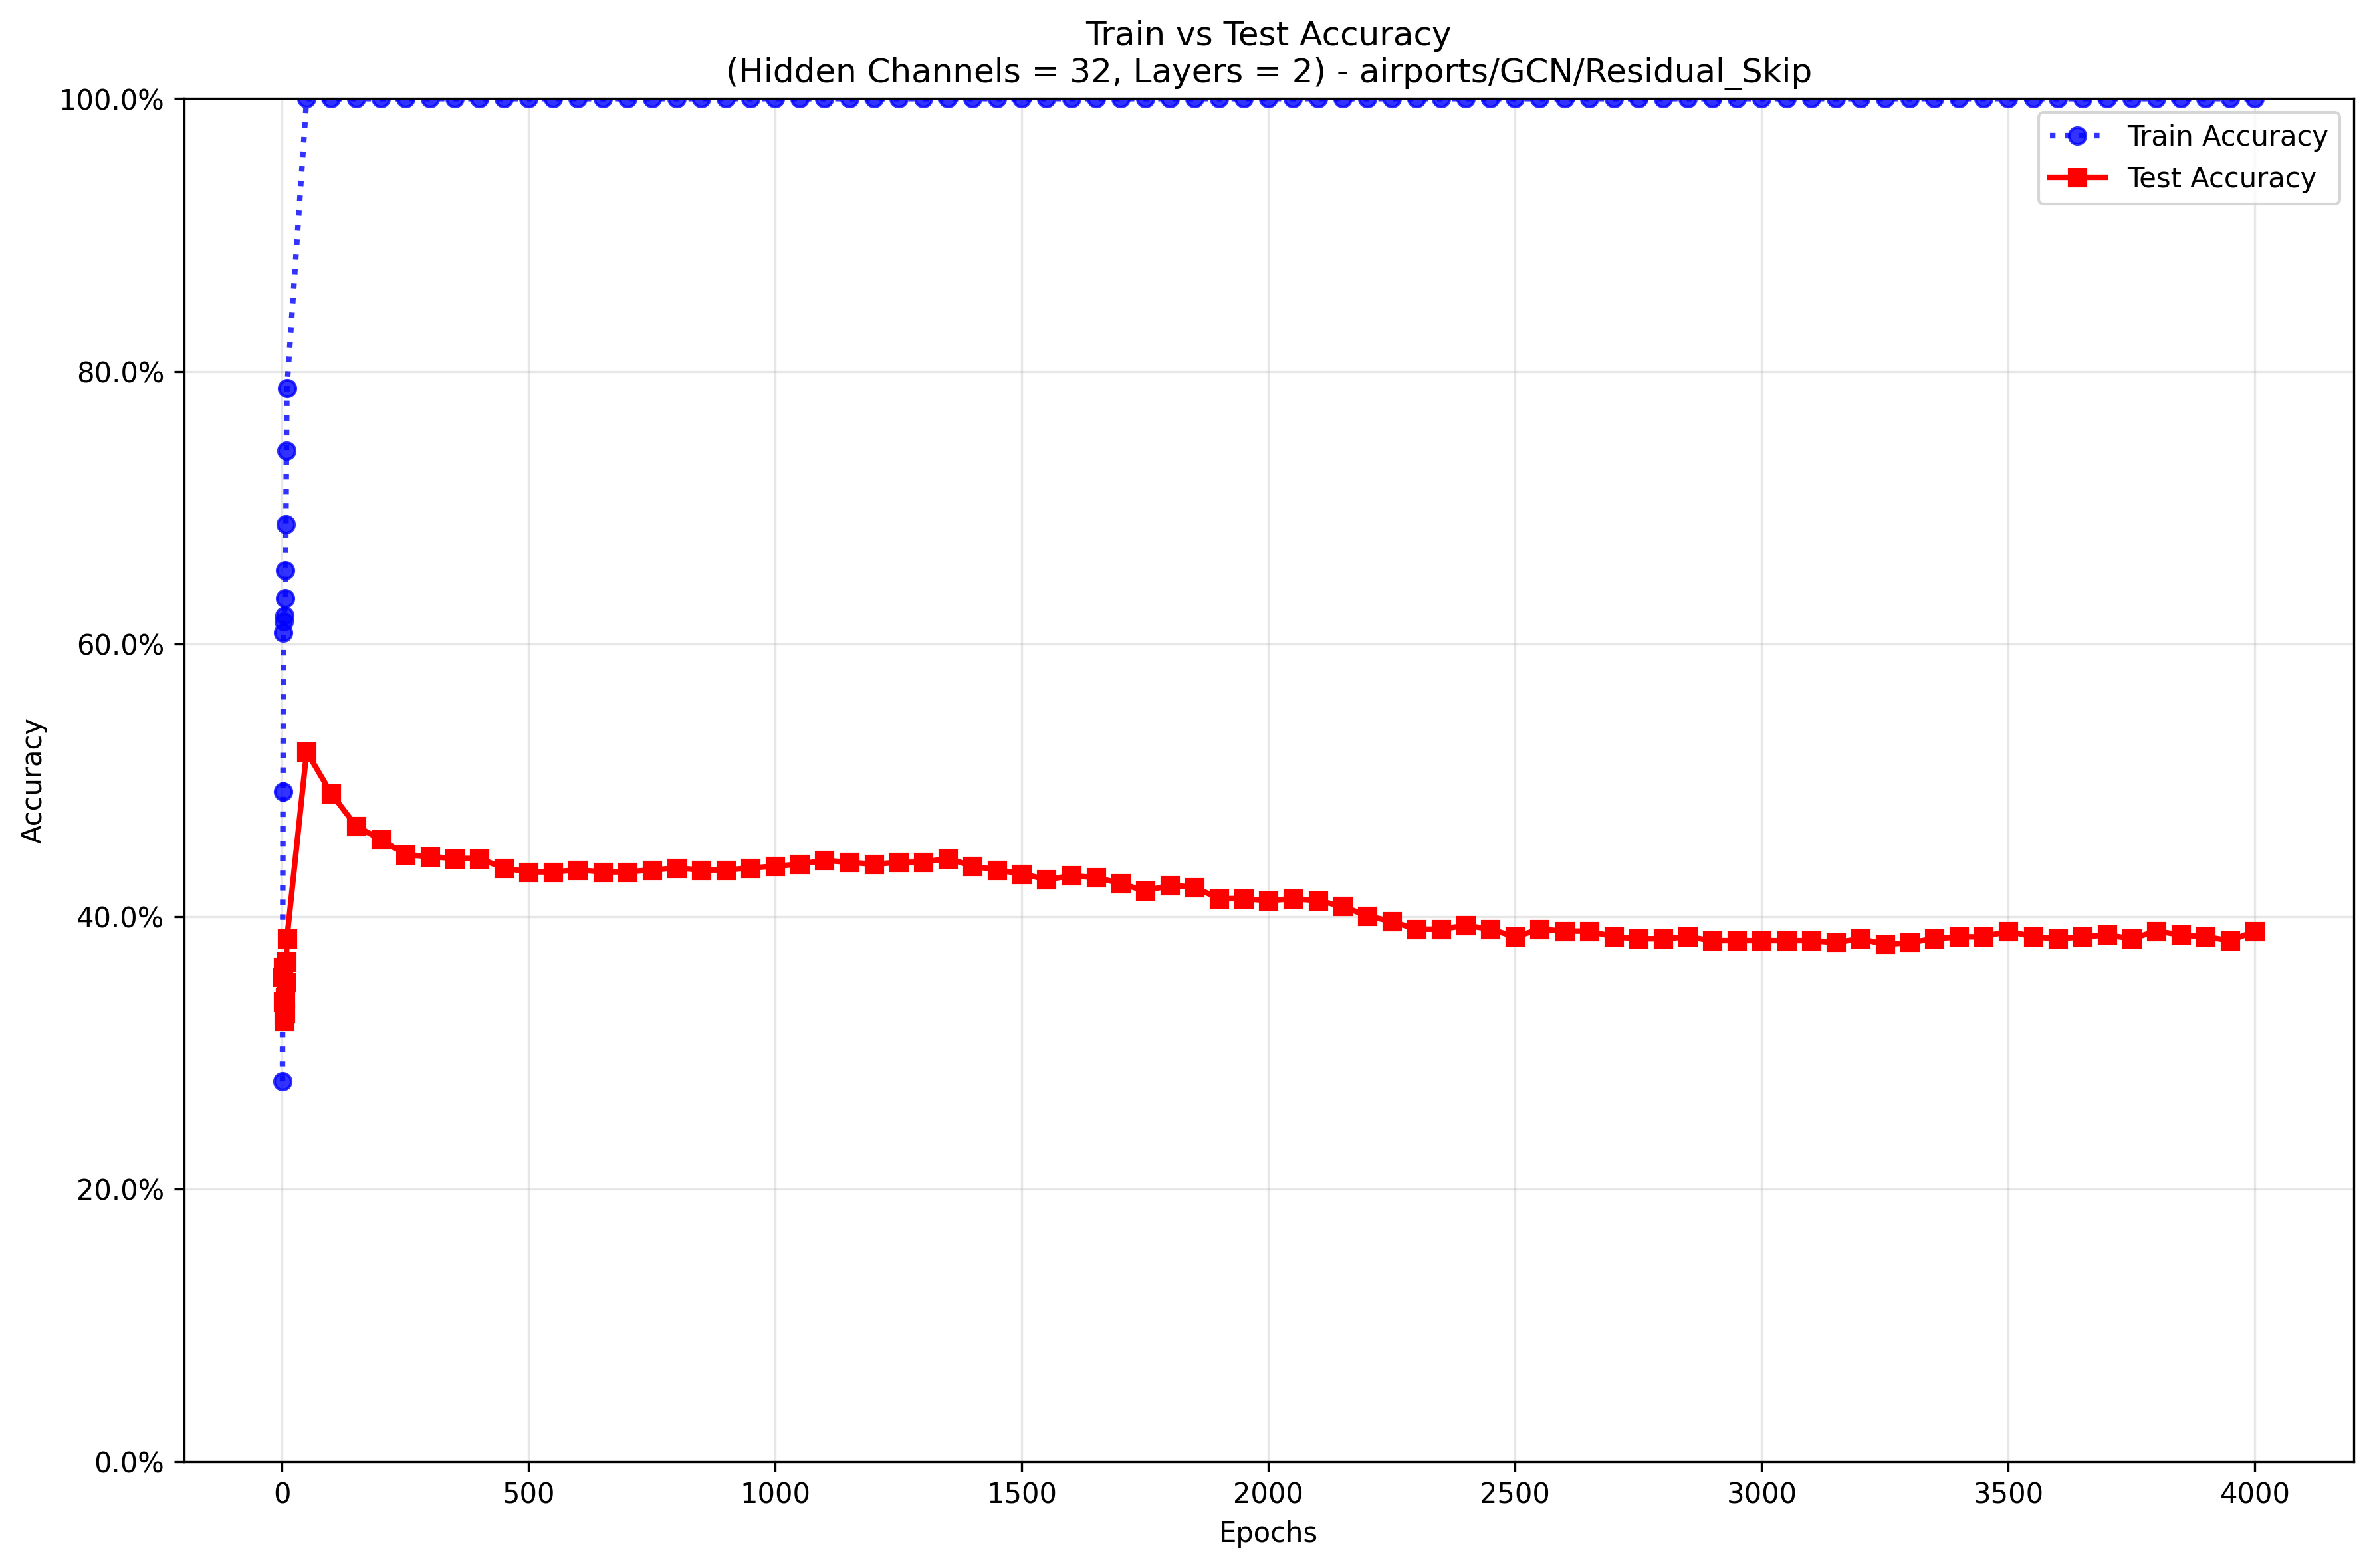 Train vs Test Accuracy
(Hidden Channels = 32, Layers = 2) - airports/GCN/Residual_Skip
100.0%
80.0%
60.0%
40.0%
20.0%
0.0%
Accuracy
Train Accuracy
Test Accuracy
0 500 1000 1500 2000 2500 3000 3500 4000
Epochs